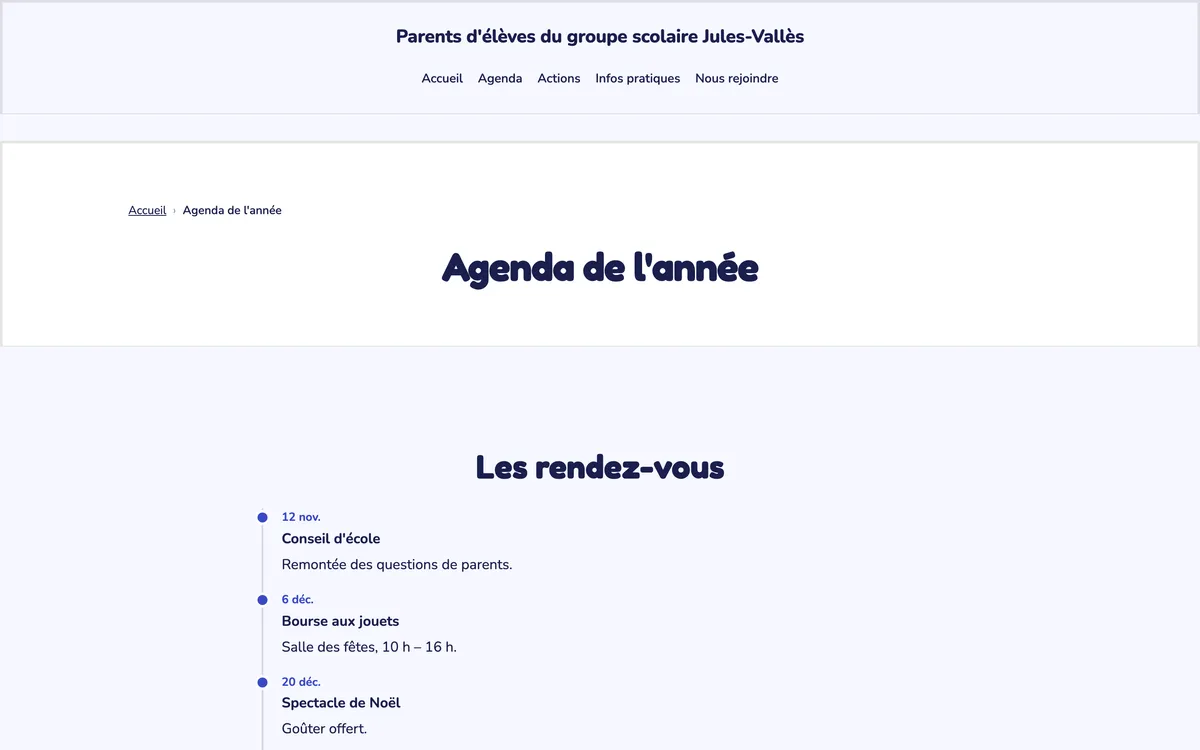 Parents d'élèves du groupe scolaire Jules-Vallès
Accueil Agenda Actions Infos pratiques Nous rejoindre
Accueil › Agenda de l'année
Agenda de l'année
Les rendez-vous
12 nov.
Conseil d'école
Remontée des questions de parents.
6 déc.
Bourse aux jouets
Salle des fêtes, 10 h – 16 h.
20 déc.
Spectacle de Noël
Goûter offert.